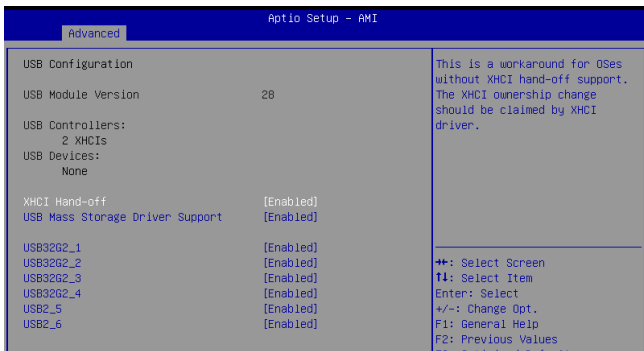 Aptio Setup – AMI
Advanced
USB Configuration
USB Module Version 28
USB Controllers:
2 XHCIs
USB Devices:
None
XHCI Hand-off [Enabled]
USB Mass Storage Driver Support [Enabled]
USB32G2_1 [Enabled]
USB32G2_2 [Enabled]
USB32G2_3 [Enabled]
USB32G2_4 [Enabled]
USB2_5 [Enabled]
USB2_6 [Enabled]
This is a workaround for OSes
without XHCI hand-off support.
The XHCI ownership change
should be claimed by XHCI
driver.
→←: Select Screen
↑↓: Select Item
Enter: Select
+/-: Change Opt.
F1: General Help
F2: Previous Values